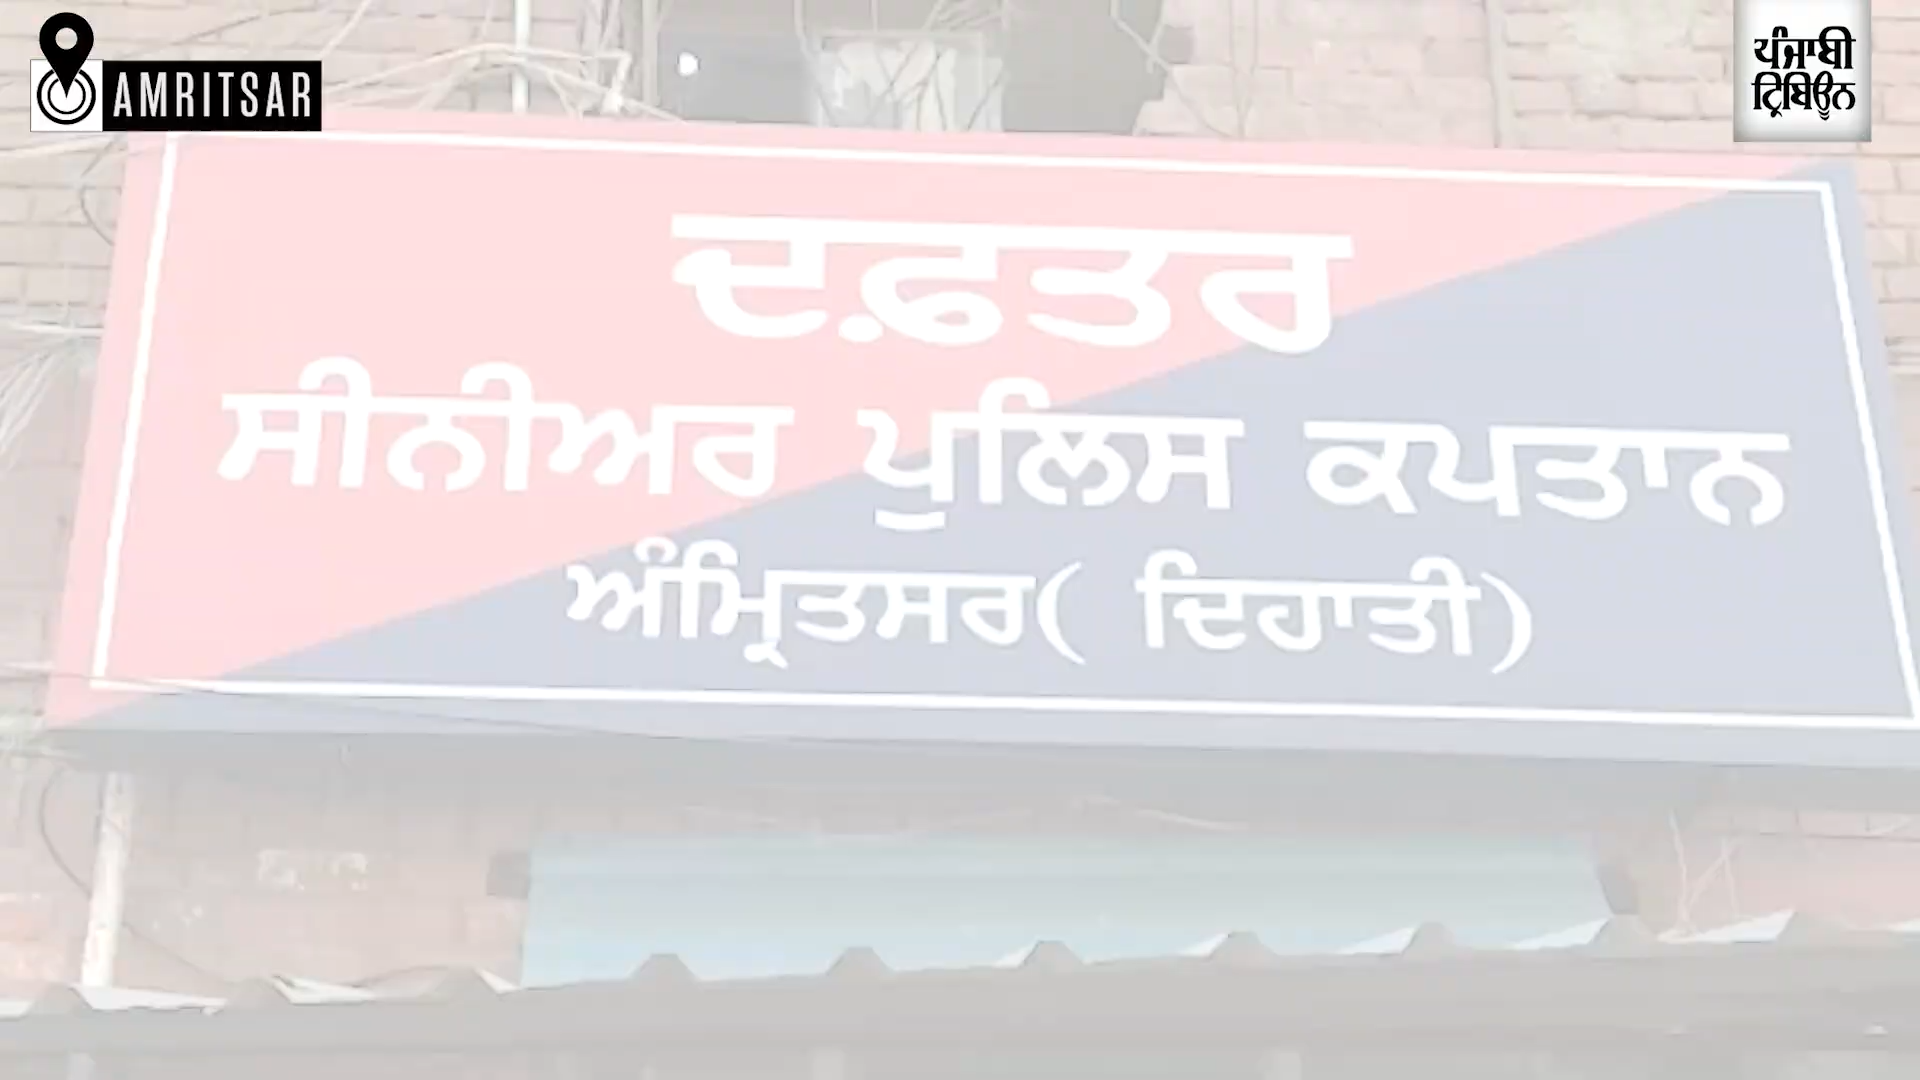 AMRITSAR
ਪੰਜਾਬੀ
ਟ੍ਰਿਬਿਊਨ
ਦਫ਼ਤਰ
ਸੀਨੀਅਰ ਪੁਲਿਸ ਕਪਤਾਨ
ਅੰਮ੍ਰਿਤਸਰ( ਦਿਹਾਤੀ)